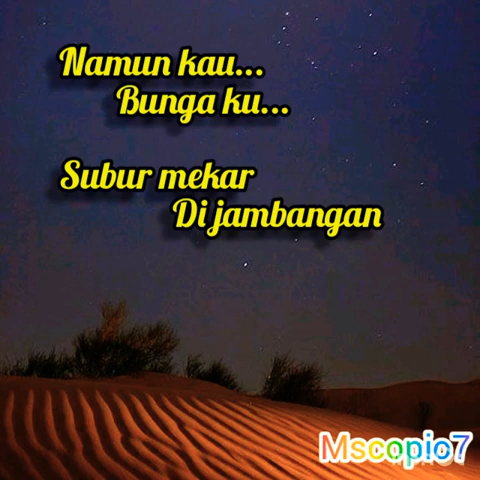 Namun kau...
Bunga ku...
Subur mekar
Di jambangan
Mscopio7